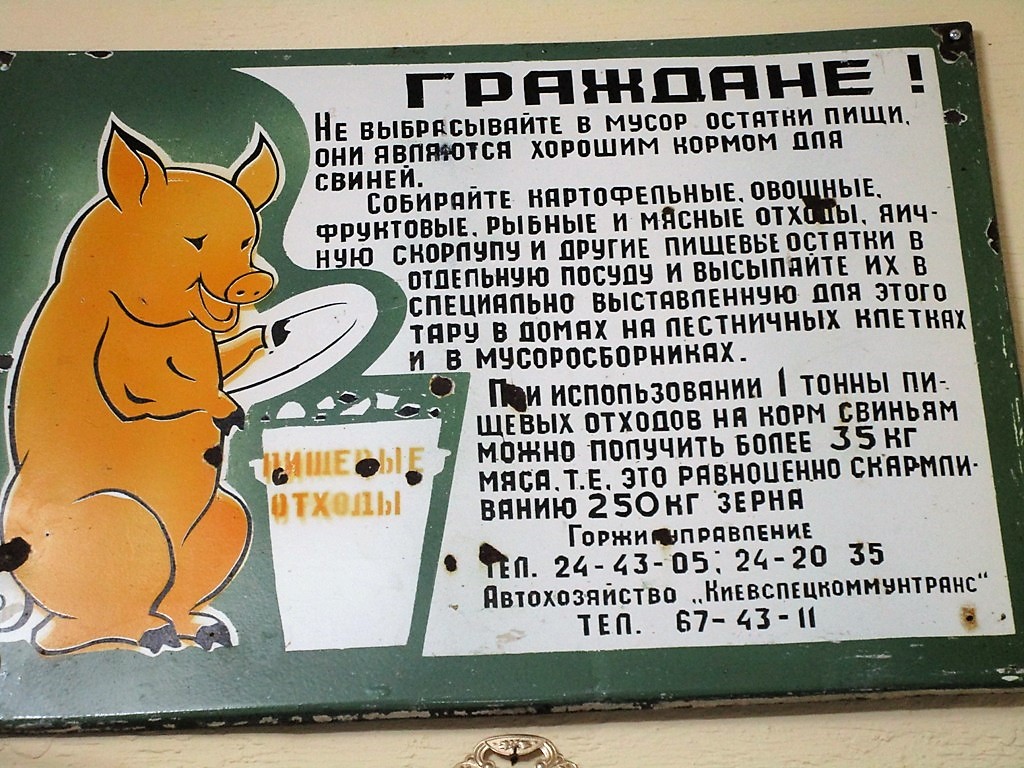 ГРАЖДАНЕ!
НЕ ВЫБРАСЫВАЙТЕ В МУСОР ОСТАТКИ ПИЩИ,
ОНИ ЯВЛЯЮТСЯ ХОРОШИМ КОРМОМ ДЛЯ
СВИНЕЙ.
СОБИРАЙТЕ КАРТОФЕЛЬНЫЕ, ОВОЩНЫЕ,
ФРУКТОВЫЕ, РЫБНЫЕ И МЯСНЫЕ ОТХОДЫ, ЯИЧ-
НУЮ СКОРЛУПУ И ДРУГИЕ ПИЩЕВЫЕ ОСТАТКИ В
ОТДЕЛЬНУЮ ПОСУДУ И ВЫСЫПАЙТЕ ИХ В
СПЕЦИАЛЬНО ВЫСТАВЛЕННУЮ ДЛЯ ЭТОГО
ТАРУ В ДОМАХ НА ЛЕСТНИЧНЫХ КЛЕТКАХ
И В МУСОРОСБОРНИКАХ.
ПРИ ИСПОЛЬЗОВАНИИ 1 ТОННЫ ПИ-
ЩЕВЫХ ОТХОДОВ НА КОРМ СВИНЬЯМ
МОЖНО ПОЛУЧИТЬ БОЛЕЕ 35 КГ
МЯСА, Т.Е. ЭТО РАВНОЦЕННО СКАРМЛИ-
ВАНИЮ 250 КГ ЗЕРНА
ГОРЖИЛУПРАВЛЕНИЕ
ТЕЛ. 24-43-05; 24-20 35
АВТОХОЗЯЙСТВО „КИЕВСПЕЦКОММУНТРАНС"
ТЕЛ. 67-43-11
ПИЩЕВЫЕ
ОТХОДЫ